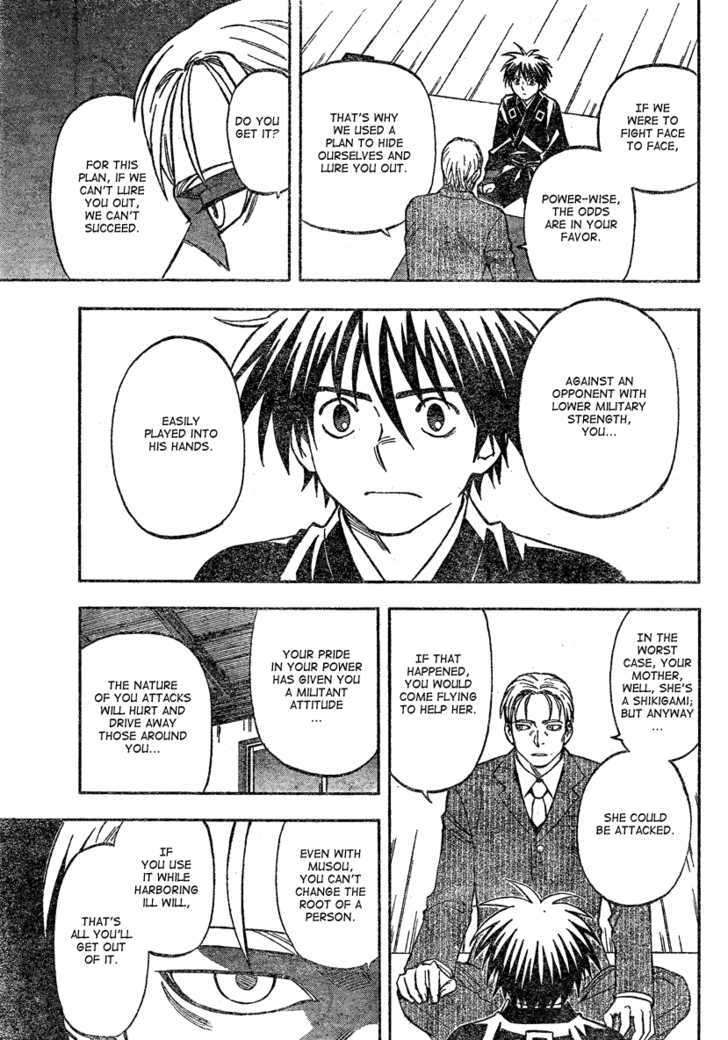 IF WE
WERE TO
FIGHT FACE
TO FACE,
POWER-WISE,
THE ODDS
ARE IN YOUR
FAVOR.
THAT'S WHY
WE USED A
PLAN TO HIDE
OURSELVES AND
LURE YOU OUT.
DO YOU
GET IT?
FOR THIS
PLAN, IF WE
CAN'T LURE
YOU OUT,
WE CAN'T
SUCCEED.
AGAINST AN
OPPONENT WITH
LOWER MILITARY
STRENGTH,
YOU...
EASILY
PLAYED INTO
HIS HANDS.
IN THE
WORST
CASE, YOUR
MOTHER,
WELL, SHE'S
A SHIKIGAMI;
BUT ANYWAY
...
SHE COULD
BE ATTACKED.
IF THAT
HAPPENED,
YOU WOULD
COME FLYING
TO HELP HER.
YOUR PRIDE
IN YOUR POWER
HAS GIVEN YOU
A MILITANT
ATTITUDE
...
THE NATURE
OF YOU ATTACKS
WILL HURT AND
DRIVE AWAY
THOSE AROUND
YOU...
EVEN WITH
MUSOU,
YOU CAN'T
CHANGE THE
ROOT OF A
PERSON.
IF
YOU USE
IT WHILE
HARBORING
ILL WILL,
THAT'S
ALL YOU'LL
GET OUT
OF IT.